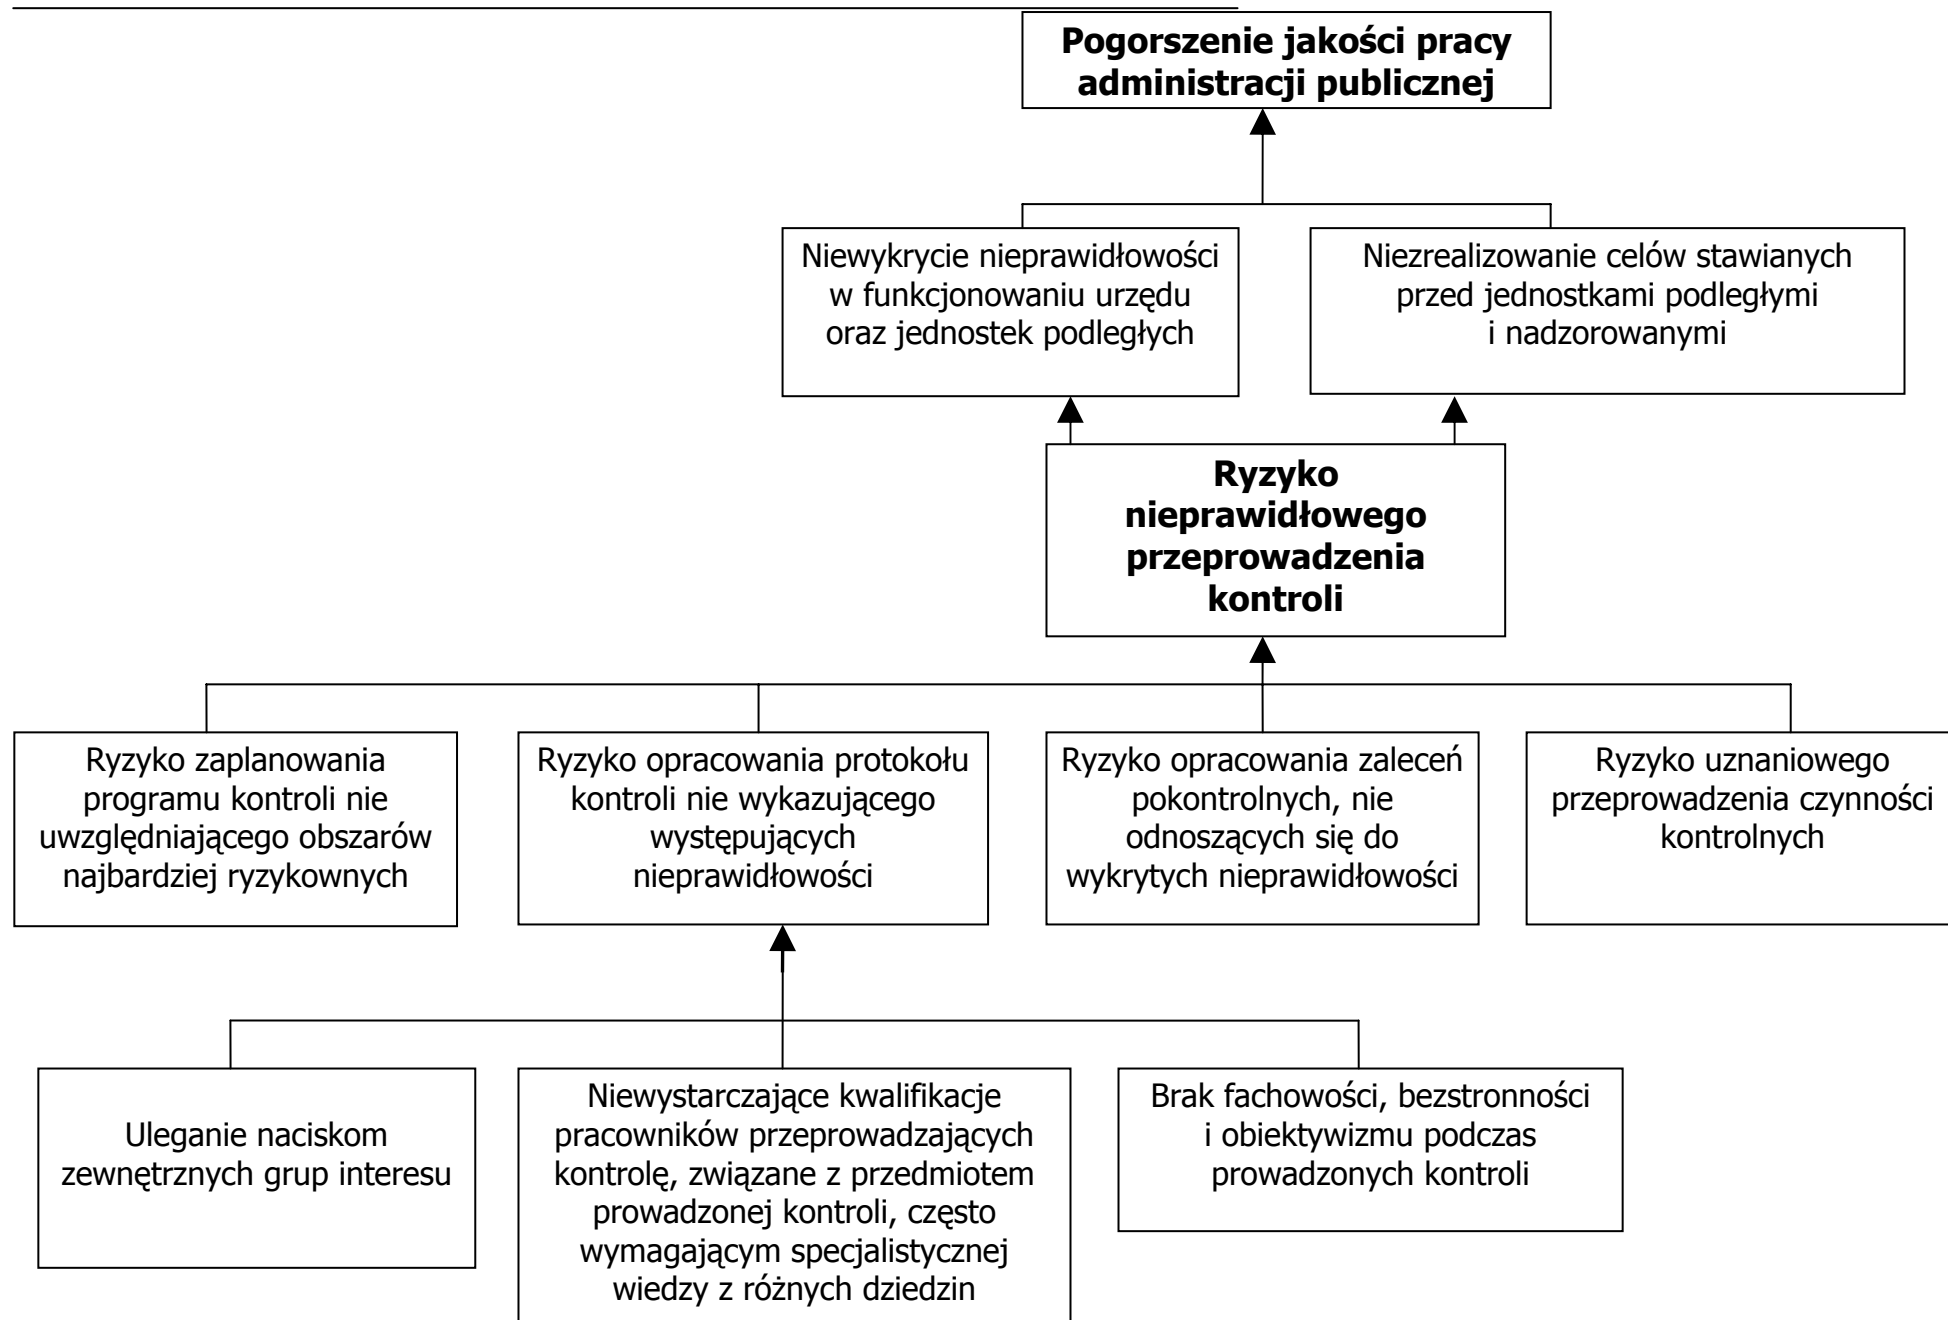 Pogorszenie jakości pracy
administracji publicznej
Niewykrycie nieprawidłowości
w funkcjonowaniu urzędu
oraz jednostek podległych
Niezrealizowanie celów stawianych
przed jednostkami podległymi
i nadzorowanymi
Ryzyko
nieprawidłowego
przeprowadzenia
kontroli
Ryzyko zaplanowania
programu kontroli nie
uwzględniającego obszarów
najbardziej ryzykownych
Ryzyko opracowania protokołu
kontroli nie wykazującego
występujących
nieprawidłowości
Ryzyko opracowania zaleceń
pokontrolnych, nie
odnoszących się do
wykrytych nieprawidłowości
Ryzyko uznaniowego
przeprowadzenia czynności
kontrolnych
Uleganie naciskom
zewnętrznych grup interesu
Niewystarczające kwalifikacje
pracowników przeprowadzających
kontrolę, związane z przedmiotem
prowadzonej kontroli, często
wymagającym specjalistycznej
wiedzy z różnych dziedzin
Brak fachowości, bezstronności
i obiektywizmu podczas
prowadzonych kontroli